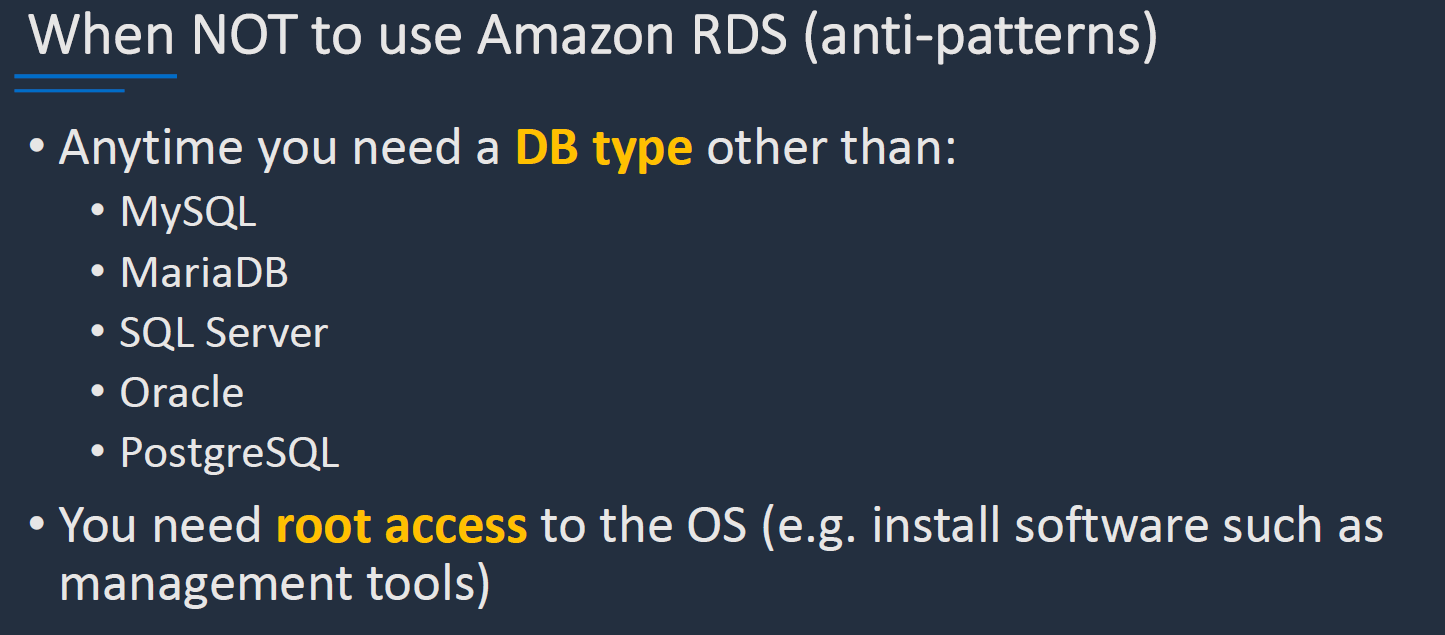 When NOT to use Amazon RDS (anti-patterns)
• Anytime you need a DB type other than:
• MySQL
• MariaDB
• SQL Server
• Oracle
• PostgreSQL
• You need root access to the OS (e.g. install software such as
management tools)